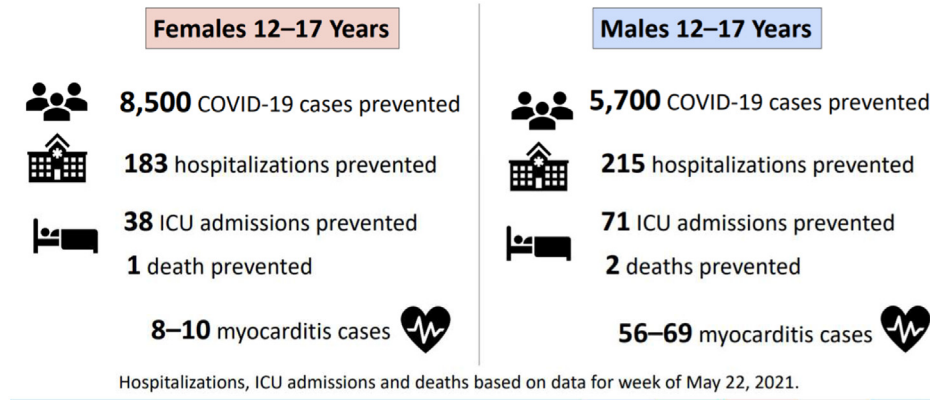 Females 12–17 Years
8,500 COVID-19 cases prevented
183 hospitalizations prevented
38 ICU admissions prevented
1 death prevented
8–10 myocarditis cases
Males 12–17 Years
5,700 COVID-19 cases prevented
215 hospitalizations prevented
71 ICU admissions prevented
2 deaths prevented
56–69 myocarditis cases
Hospitalizations, ICU admissions and deaths based on data for week of May 22, 2021.